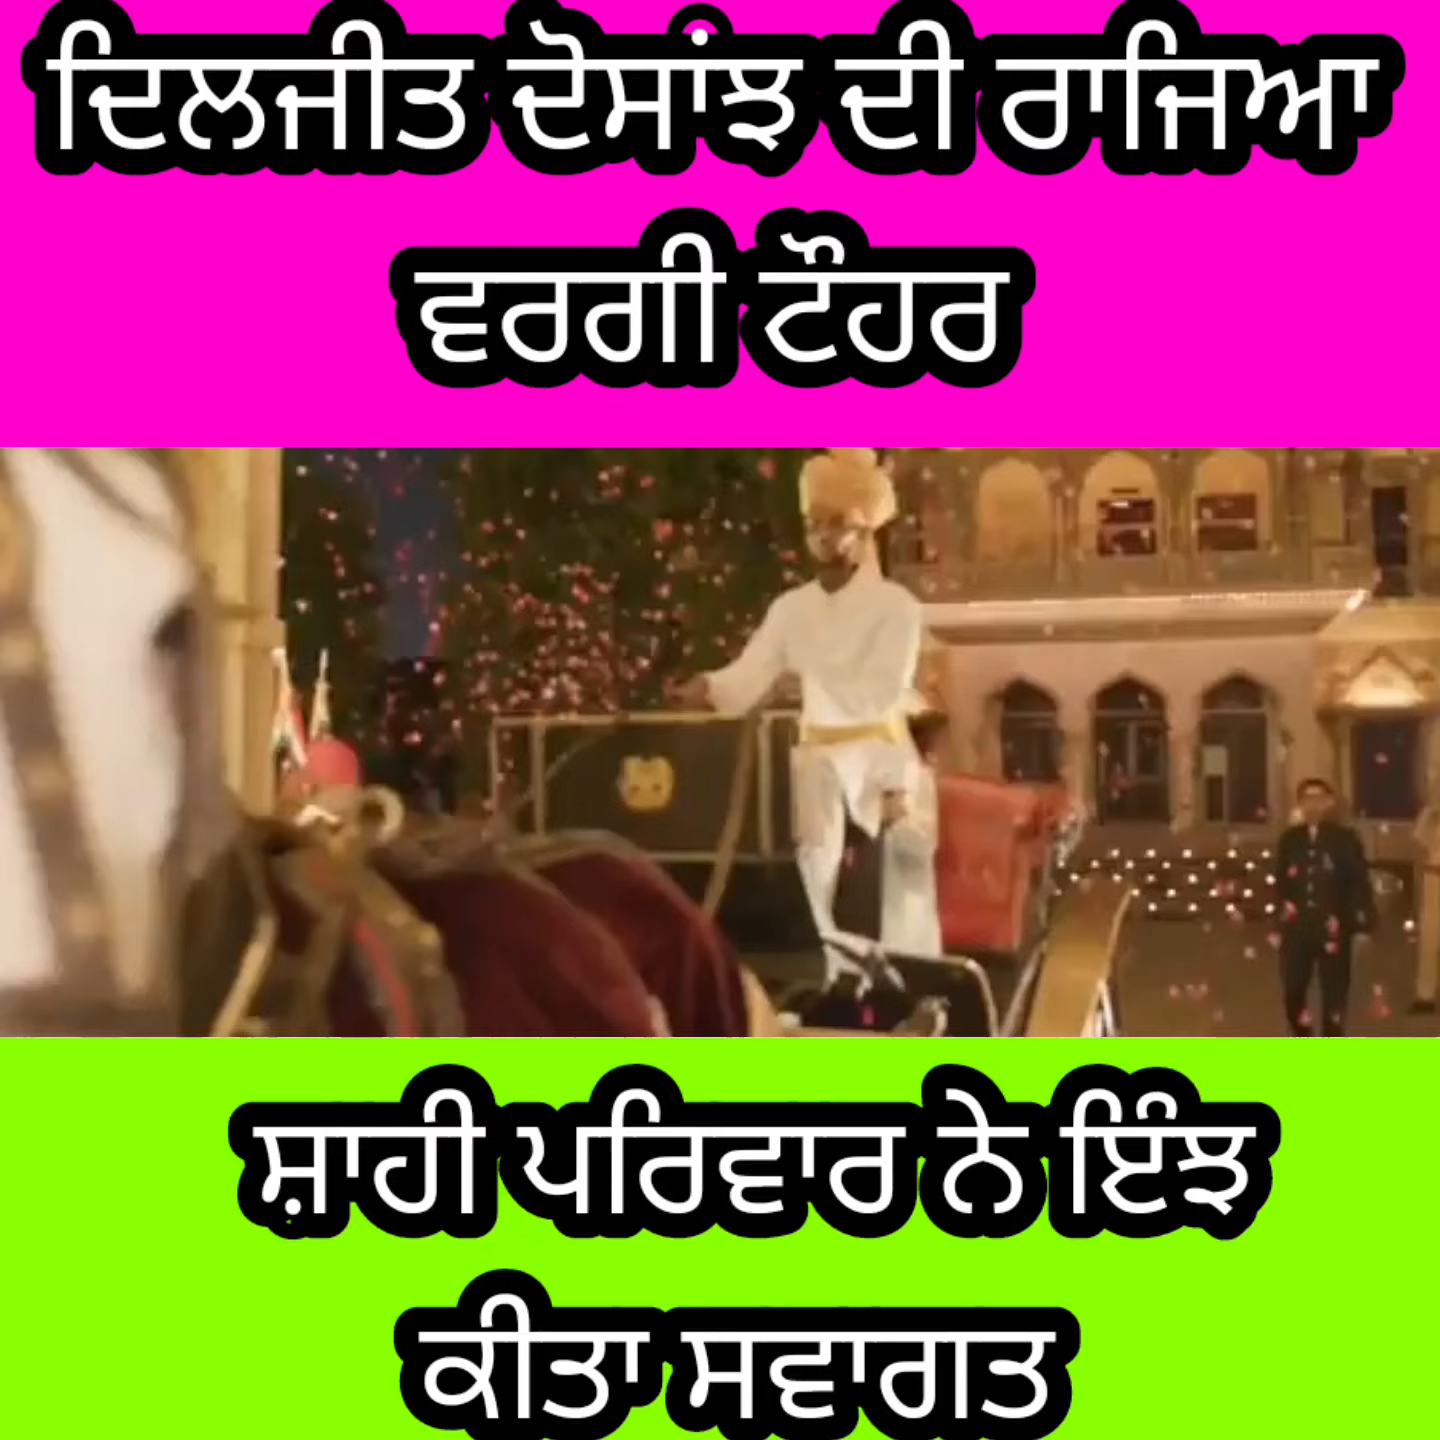 ਦਿਲਜੀਤ ਦੋਸਾਂਝ ਦੀ ਰਾਜਿਆ
ਵਰਗੀ ਟੌਹਰ
ਸ਼ਾਹੀ ਪਰਿਵਾਰ ਨੇ ਇੰਝ
ਕੀਤਾ ਸਵਾਗਤ